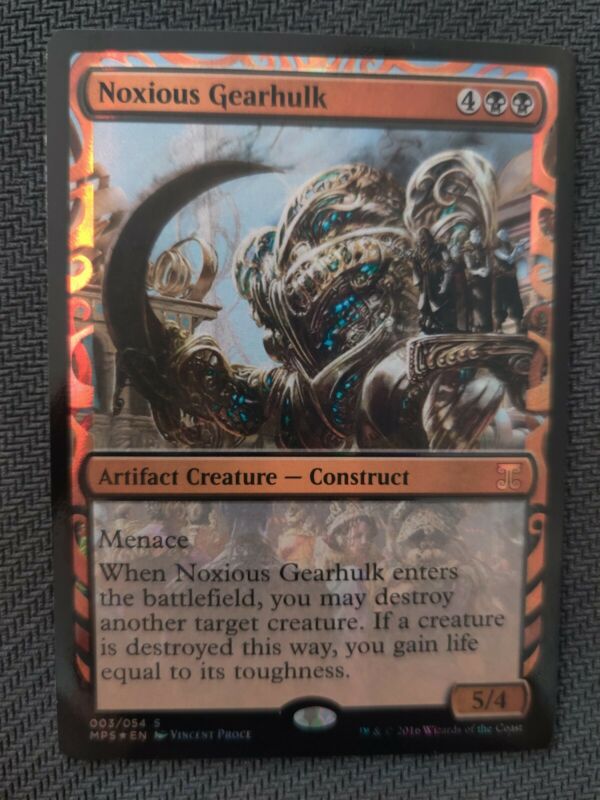 Noxious Gearhulk
4
Artifact Creature — Construct
Menace
When Noxious Gearhulk enters
the battlefield, you may destroy
another target creature. If a creature
is destroyed this way, you gain life
equal to its toughness.
5/4
003/054 S
MPS★EN VINCENT PROCE
™ & © 2016 Wizards of the Coast